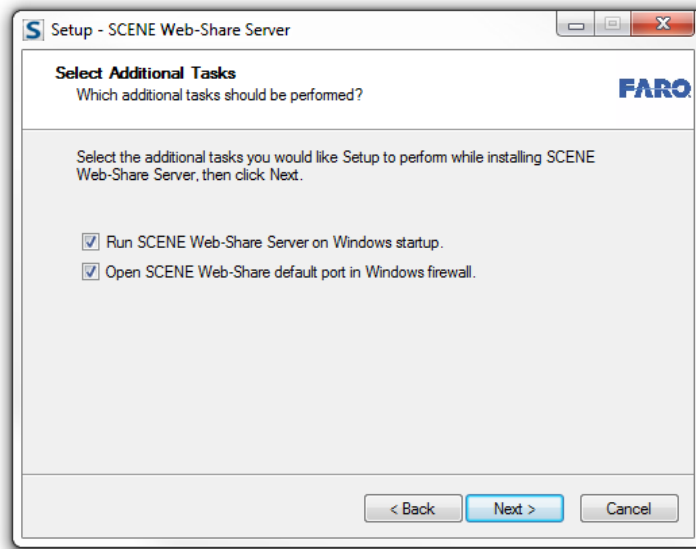 Setup - SCENE Web-Share Server
Select Additional Tasks
Which additional tasks should be performed?
FARO
Select the additional tasks you would like Setup to perform while installing SCENE
Web-Share Server, then click Next.
Run SCENE Web-Share Server on Windows startup.
Open SCENE Web-Share default port in Windows firewall.
< Back Next > Cancel